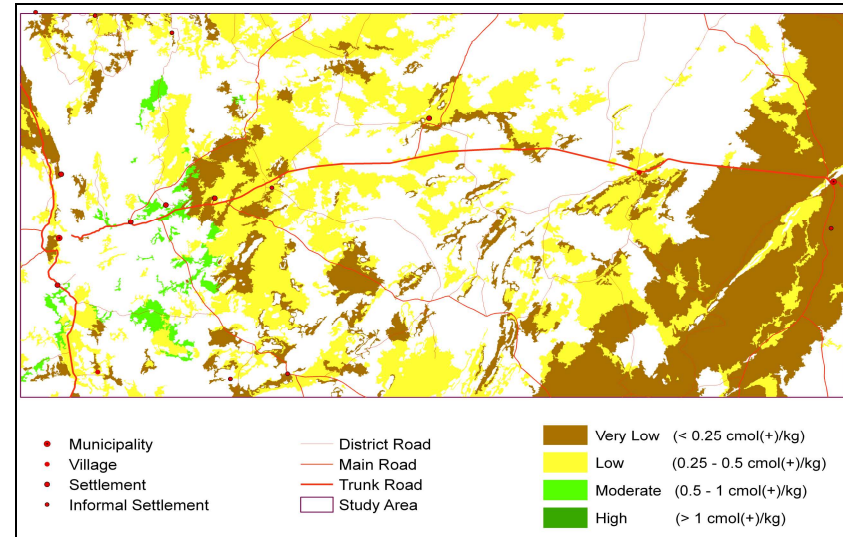 Municipality
Village
Settlement
Informal Settlement
District Road
Main Road
Trunk Road
Study Area
Very Low (< 0.25 cmol(+)/kg)
Low (0.25 - 0.5 cmol(+)/kg)
Moderate (0.5 - 1 cmol(+)/kg)
High (> 1 cmol(+)/kg)